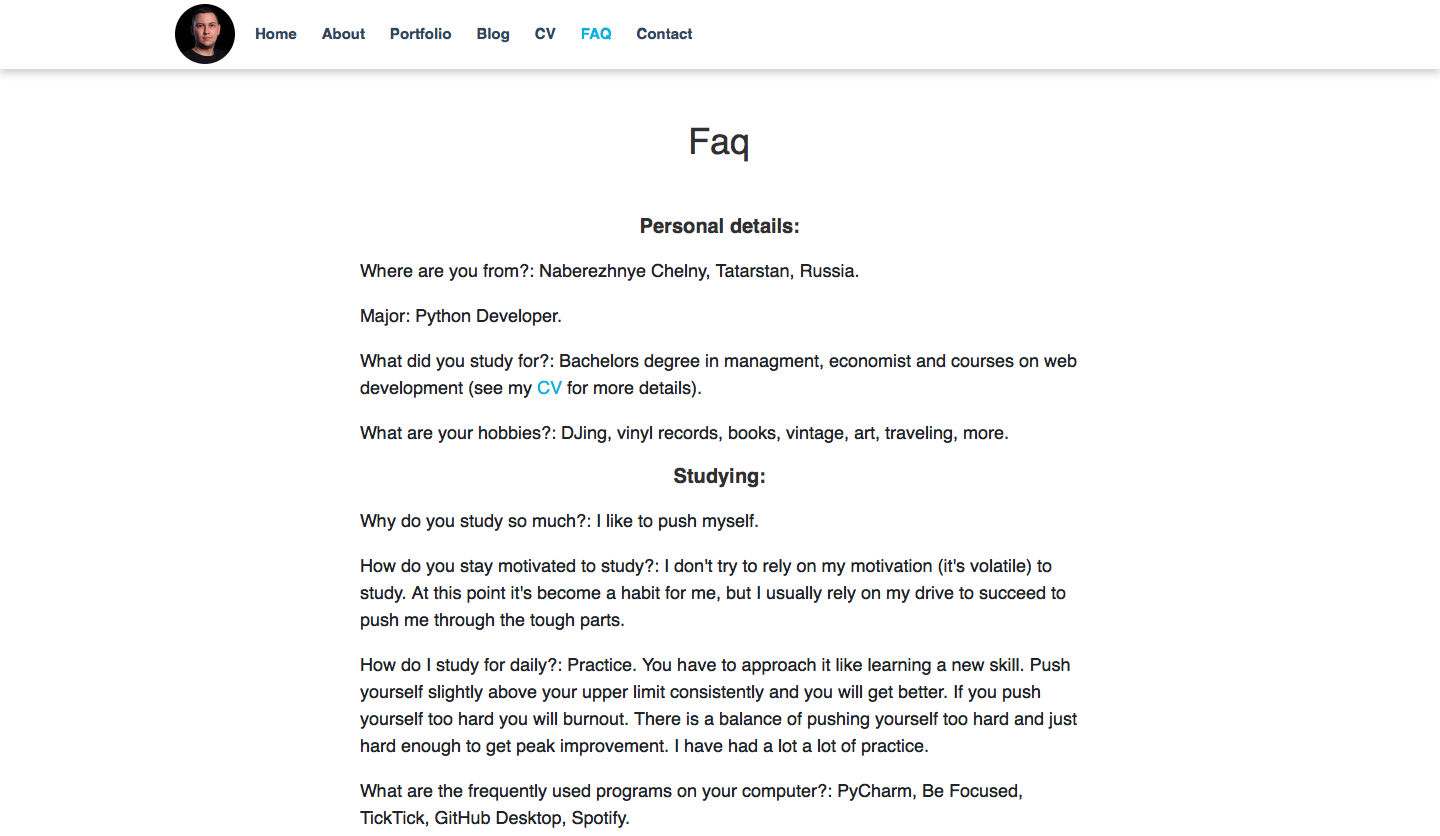 Home About Portfolio Blog CV FAQ Contact
Faq
Personal details:
Where are you from?: Naberezhnye Chelny, Tatarstan, Russia.
Major: Python Developer.
What did you study for?: Bachelors degree in managment, economist and courses on web
development (see my CV for more details).
What are your hobbies?: DJing, vinyl records, books, vintage, art, traveling, more.
Studying:
Why do you study so much?: I like to push myself.
How do you stay motivated to study?: I don't try to rely on my motivation (it's volatile) to
study. At this point it's become a habit for me, but I usually rely on my drive to succeed to
push me through the tough parts.
How do I study for daily?: Practice. You have to approach it like learning a new skill. Push
yourself slightly above your upper limit consistently and you will get better. If you push
yourself too hard you will burnout. There is a balance of pushing yourself too hard and just
hard enough to get peak improvement. I have had a lot a lot of practice.
What are the frequently used programs on your computer?: PyCharm, Be Focused,
TickTick, GitHub Desktop, Spotify.